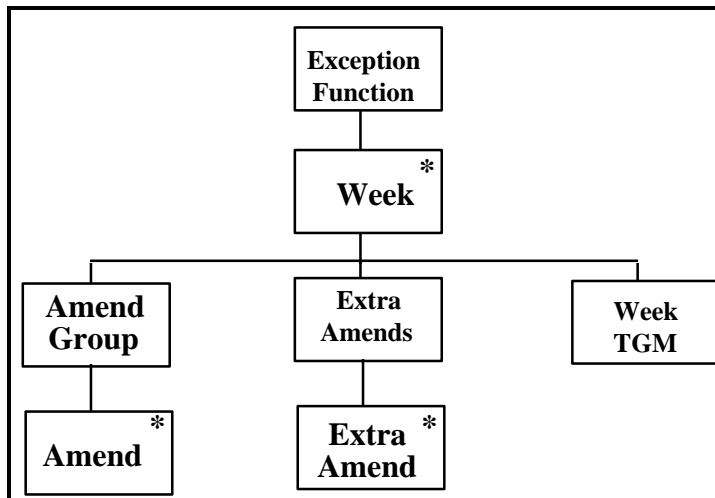 Exception
Function
*
Week
Amend
Group
Extra
Amends
Week
TGM
*
Amend
*
Extra
Amend